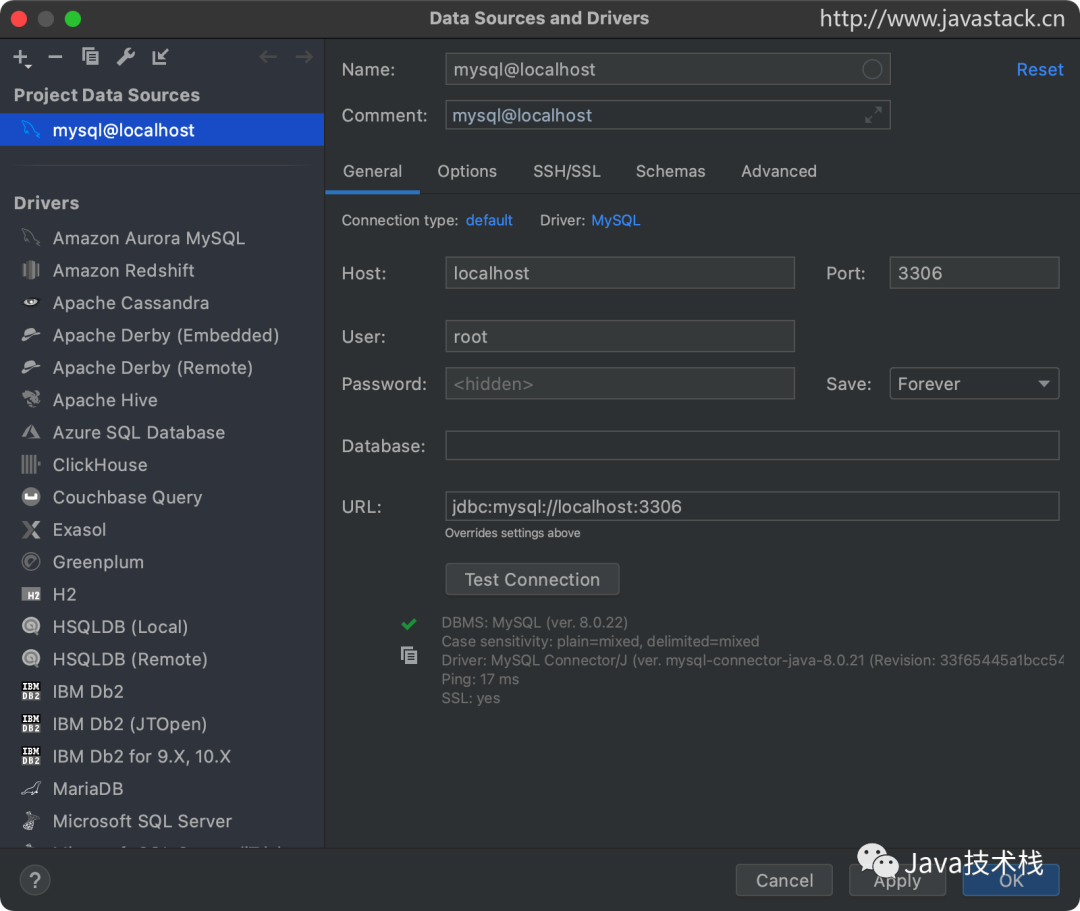 Data Sources and Drivers
http://www.javastack.cn
Project Data Sources
mysql@localhost
Drivers
Amazon Aurora MySQL
Amazon Redshift
Apache Cassandra
Apache Derby (Embedded)
Apache Derby (Remote)
Apache Hive
Azure SQL Database
ClickHouse
Couchbase Query
Exasol
Greenplum
H2
H2
HSQLDB (Local)
HSQLDB (Remote)
IBM DB2
IBM Db2
IBM DB2
IBM Db2 (JTOpen)
IBM DB2
IBM Db2 for 9.X, 10.X
MariaDB
Microsoft SQL Server
Name: mysql@localhost
Reset
Comment: mysql@localhost
General Options SSH/SSL Schemas Advanced
Connection type: default Driver: MySQL
Host: localhost Port: 3306
User: root
Password: <hidden> Save: Forever
Database:
URL: jdbc:mysql://localhost:3306
Overrides settings above
Test Connection
DBMS: MySQL (ver. 8.0.22)
Case sensitivity: plain=mixed, delimited=mixed
Driver: MySQL Connector/J (ver. mysql-connector-java-8.0.21 (Revision: 33f65445a1bcc54
Ping: 17 ms
SSL: yes
?
Cancel Apply OK
Java技术栈